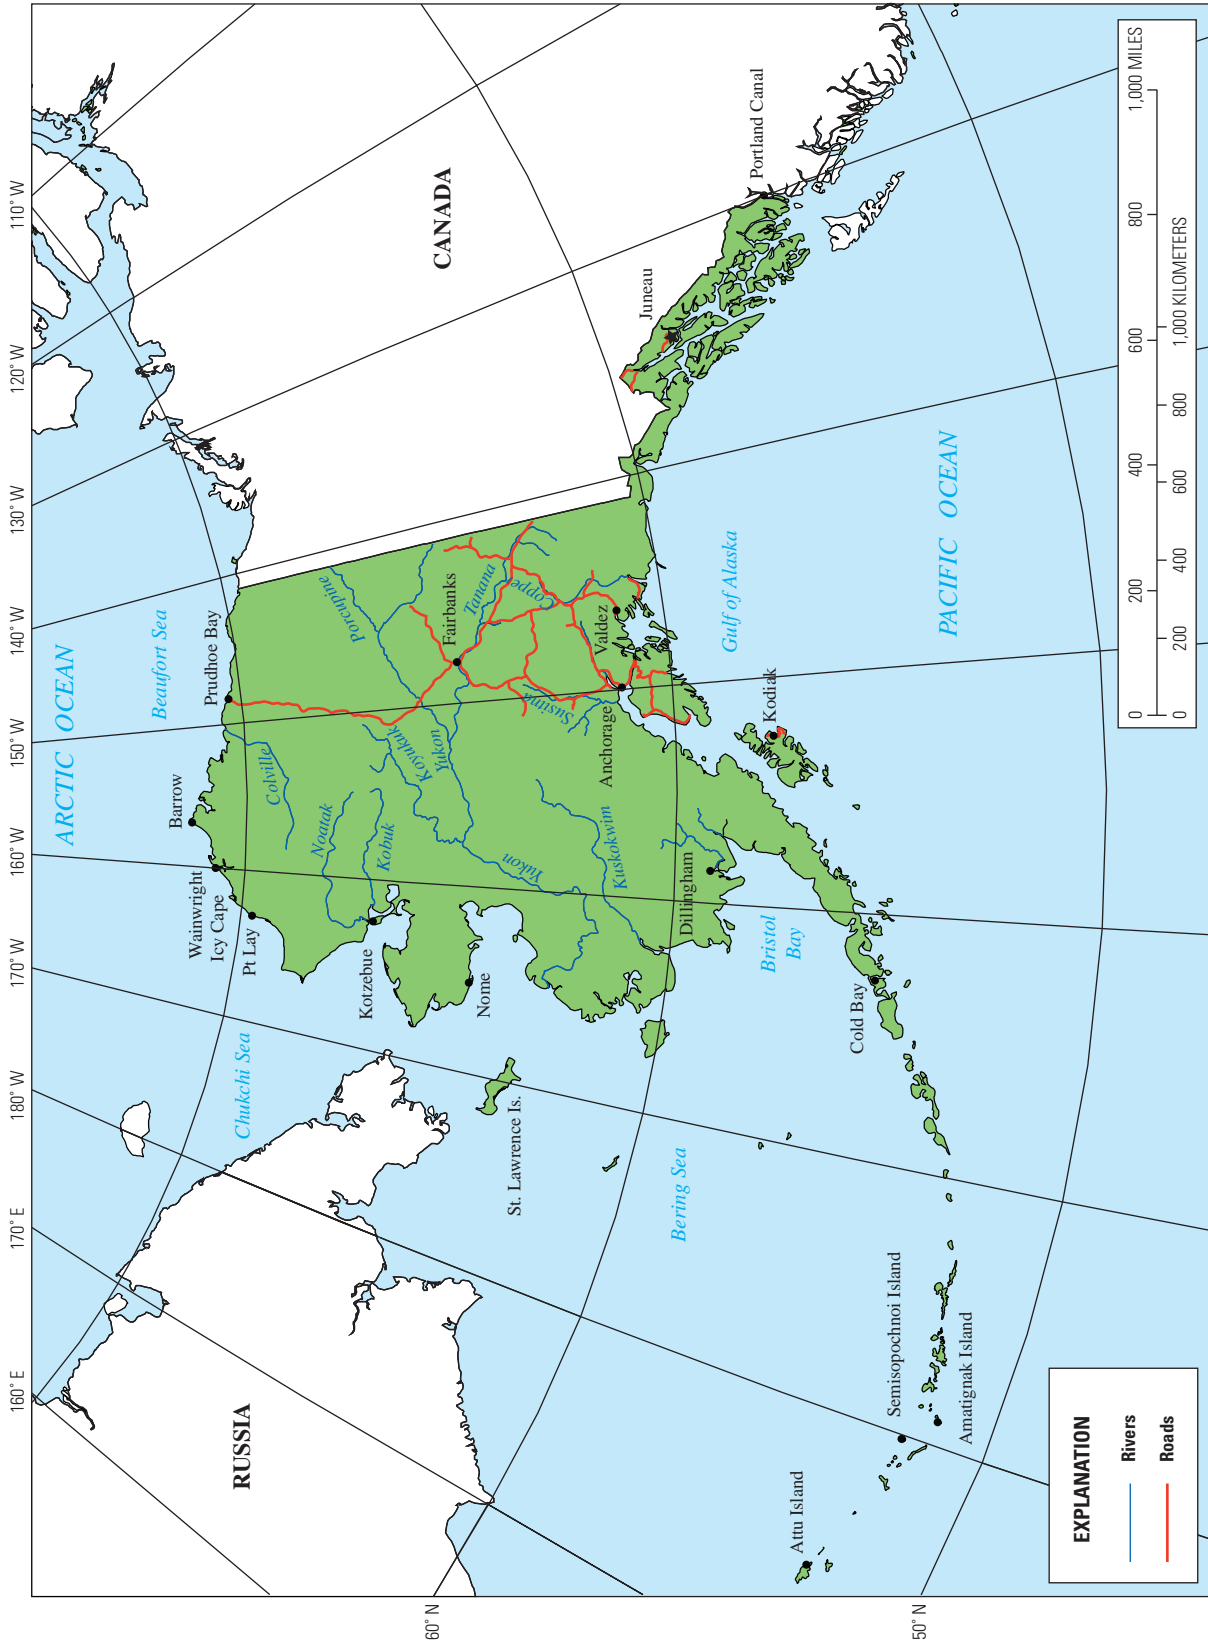 160° E
170° E
180° W
170° W
160° W
150° W
140° W
130° W
120° W
110° W
ARCTIC OCEAN
Beaufort Sea
Barrow
Wainwright
Icy Cape
Pt Lay
Prudhoe Bay
Chukchi Sea
RUSSIA
CANADA
Colville
Noatak
Kobuk
Porcupine
Kotzebue
Koyukuk
Yukon
Fairbanks
Tanana
60° N
Nome
St. Lawrence Is.
Yukon
Coppe
Susitna
Kuskokwim
Anchorage
Valdez
Juneau
Bering Sea
Dillingham
Gulf of Alaska
Portland Canal
Bristol
Bay
Kodiak
Attu Island
Cold Bay
Semisopochnoi Island
50° N
PACIFIC OCEAN
Amatignak Island
EXPLANATION
Rivers
Roads
0 200 400 600 800 1,000 MILES
0 200 400 600 800 1,000 KILOMETERS